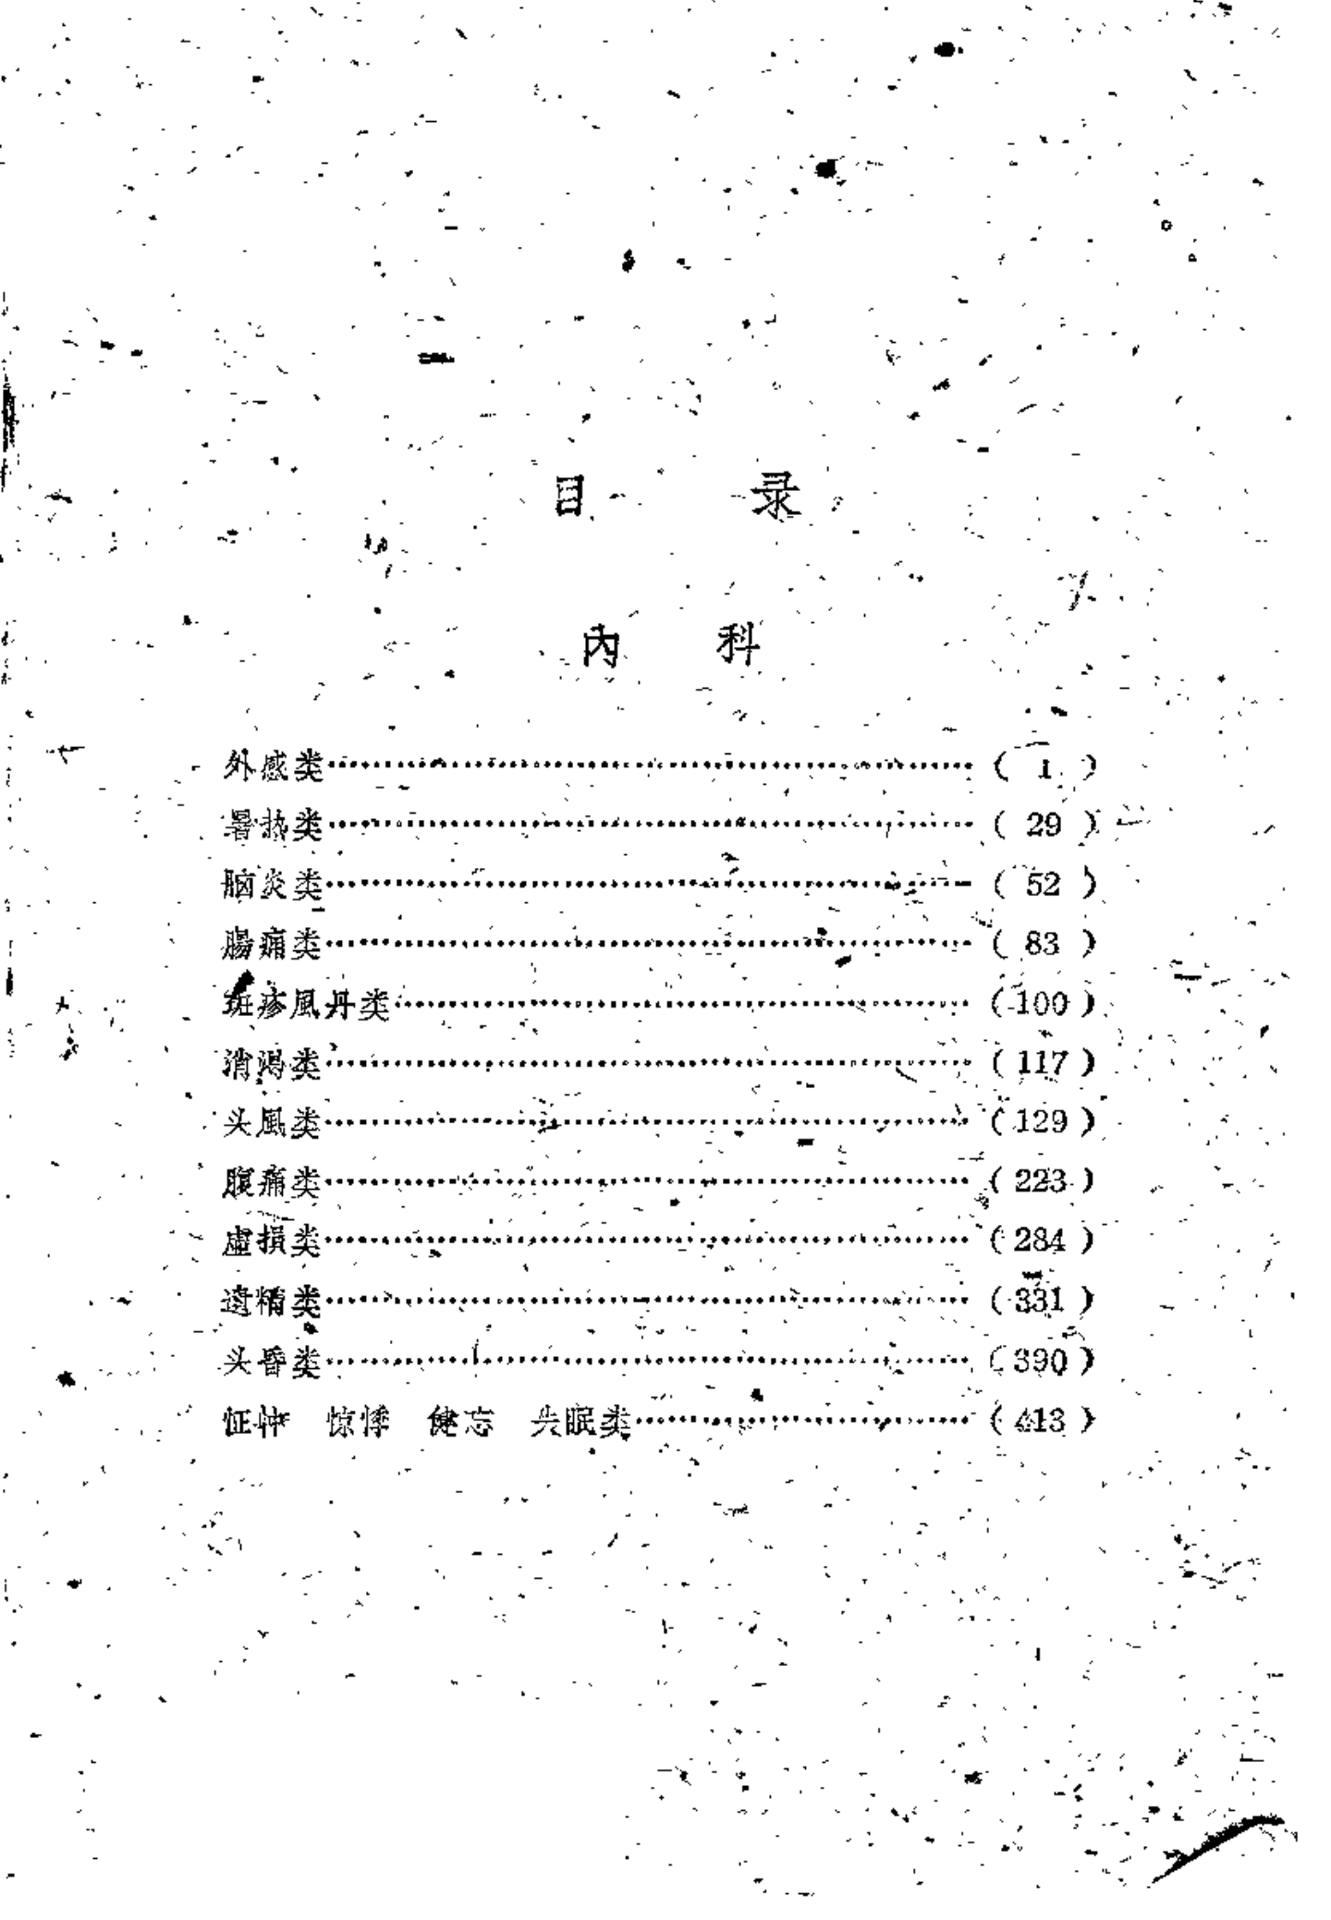 目　录
內　科
外感类………………………………………………( 1 )
暑热类………………………………………………( 29 )
脑炎类………………………………………………( 52 )
腸痈类………………………………………………( 83 )
斑疹風丹类…………………………………………( 100 )
消渴类………………………………………………( 117 )
头風类………………………………………………( 129 )
腹痛类………………………………………………( 223 )
虛損类………………………………………………( 284 )
遗精类………………………………………………( 331 )
头昏类………………………………………………( 390 )
怔忡　惊悸　健忘　失眠类………………………( 413 )